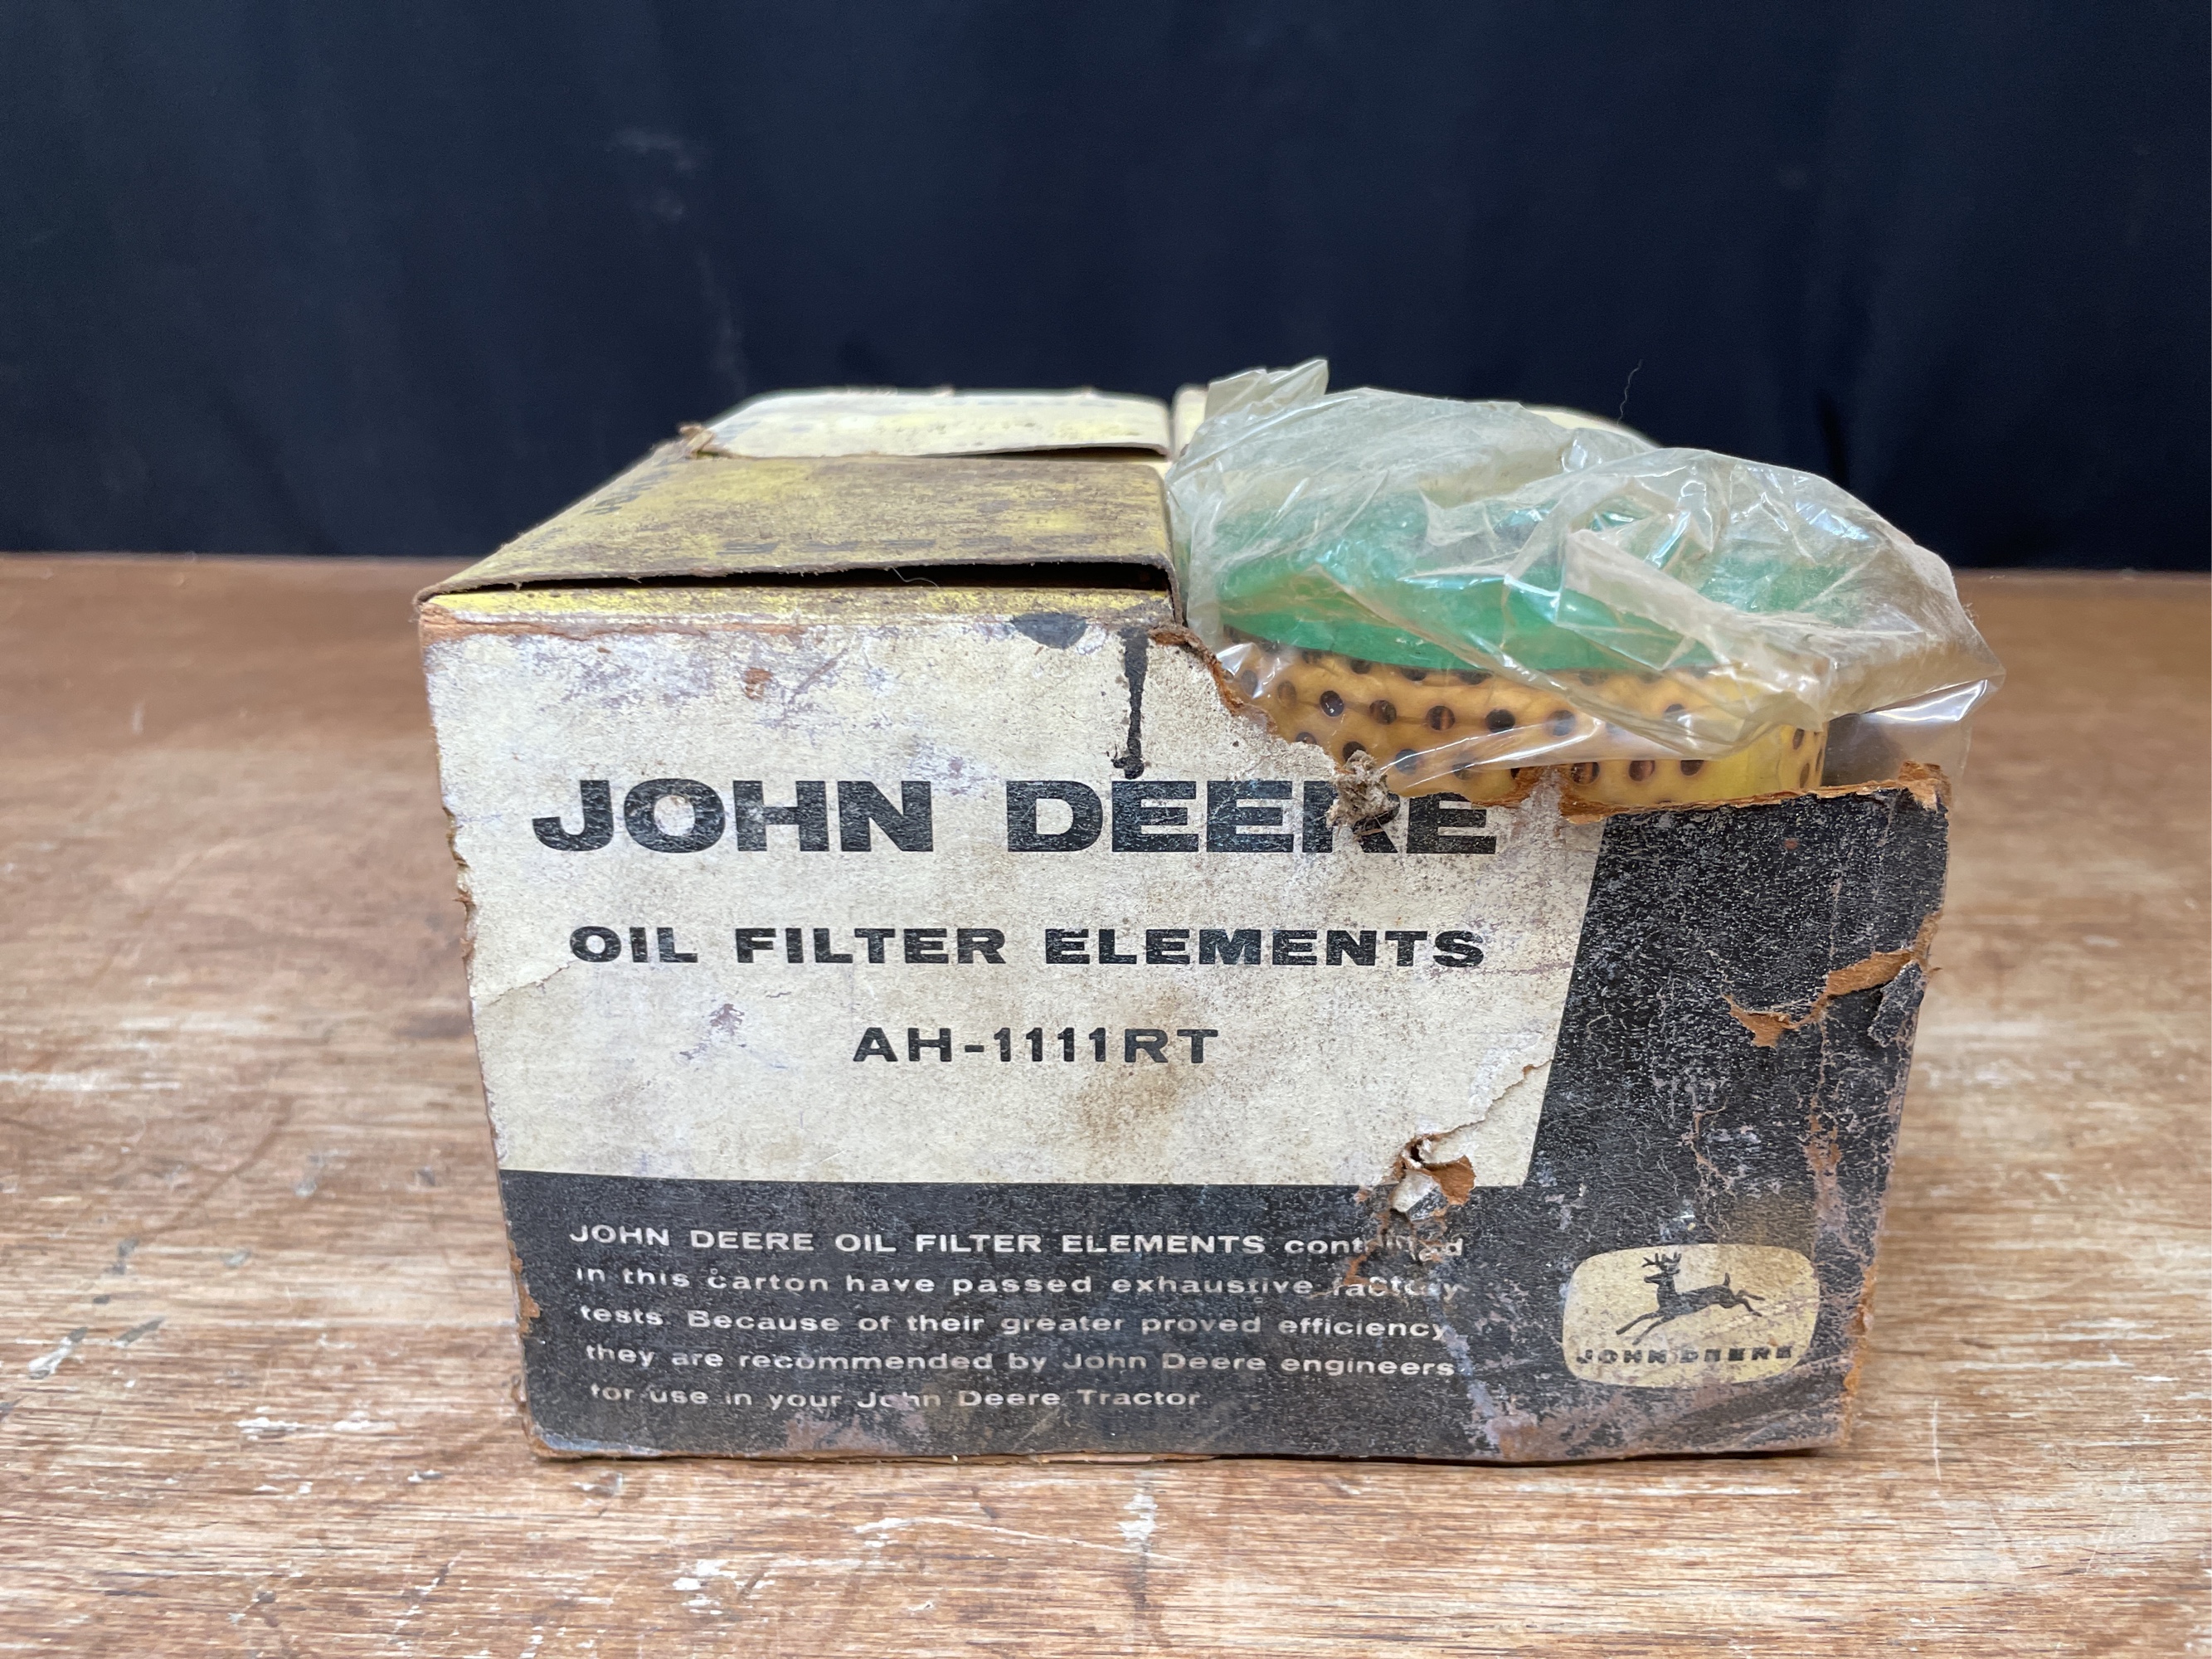 JOHN DEERE
OIL FILTER ELEMENTS
AH-1111RT
JOHN DEERE OIL FILTER ELEMENTS contained
in this carton have passed exhaustive factory
tests. Because of their greater proved efficiency,
they are recommended by John Deere engineers
for use in your John Deere Tractor
JOHN DEERE